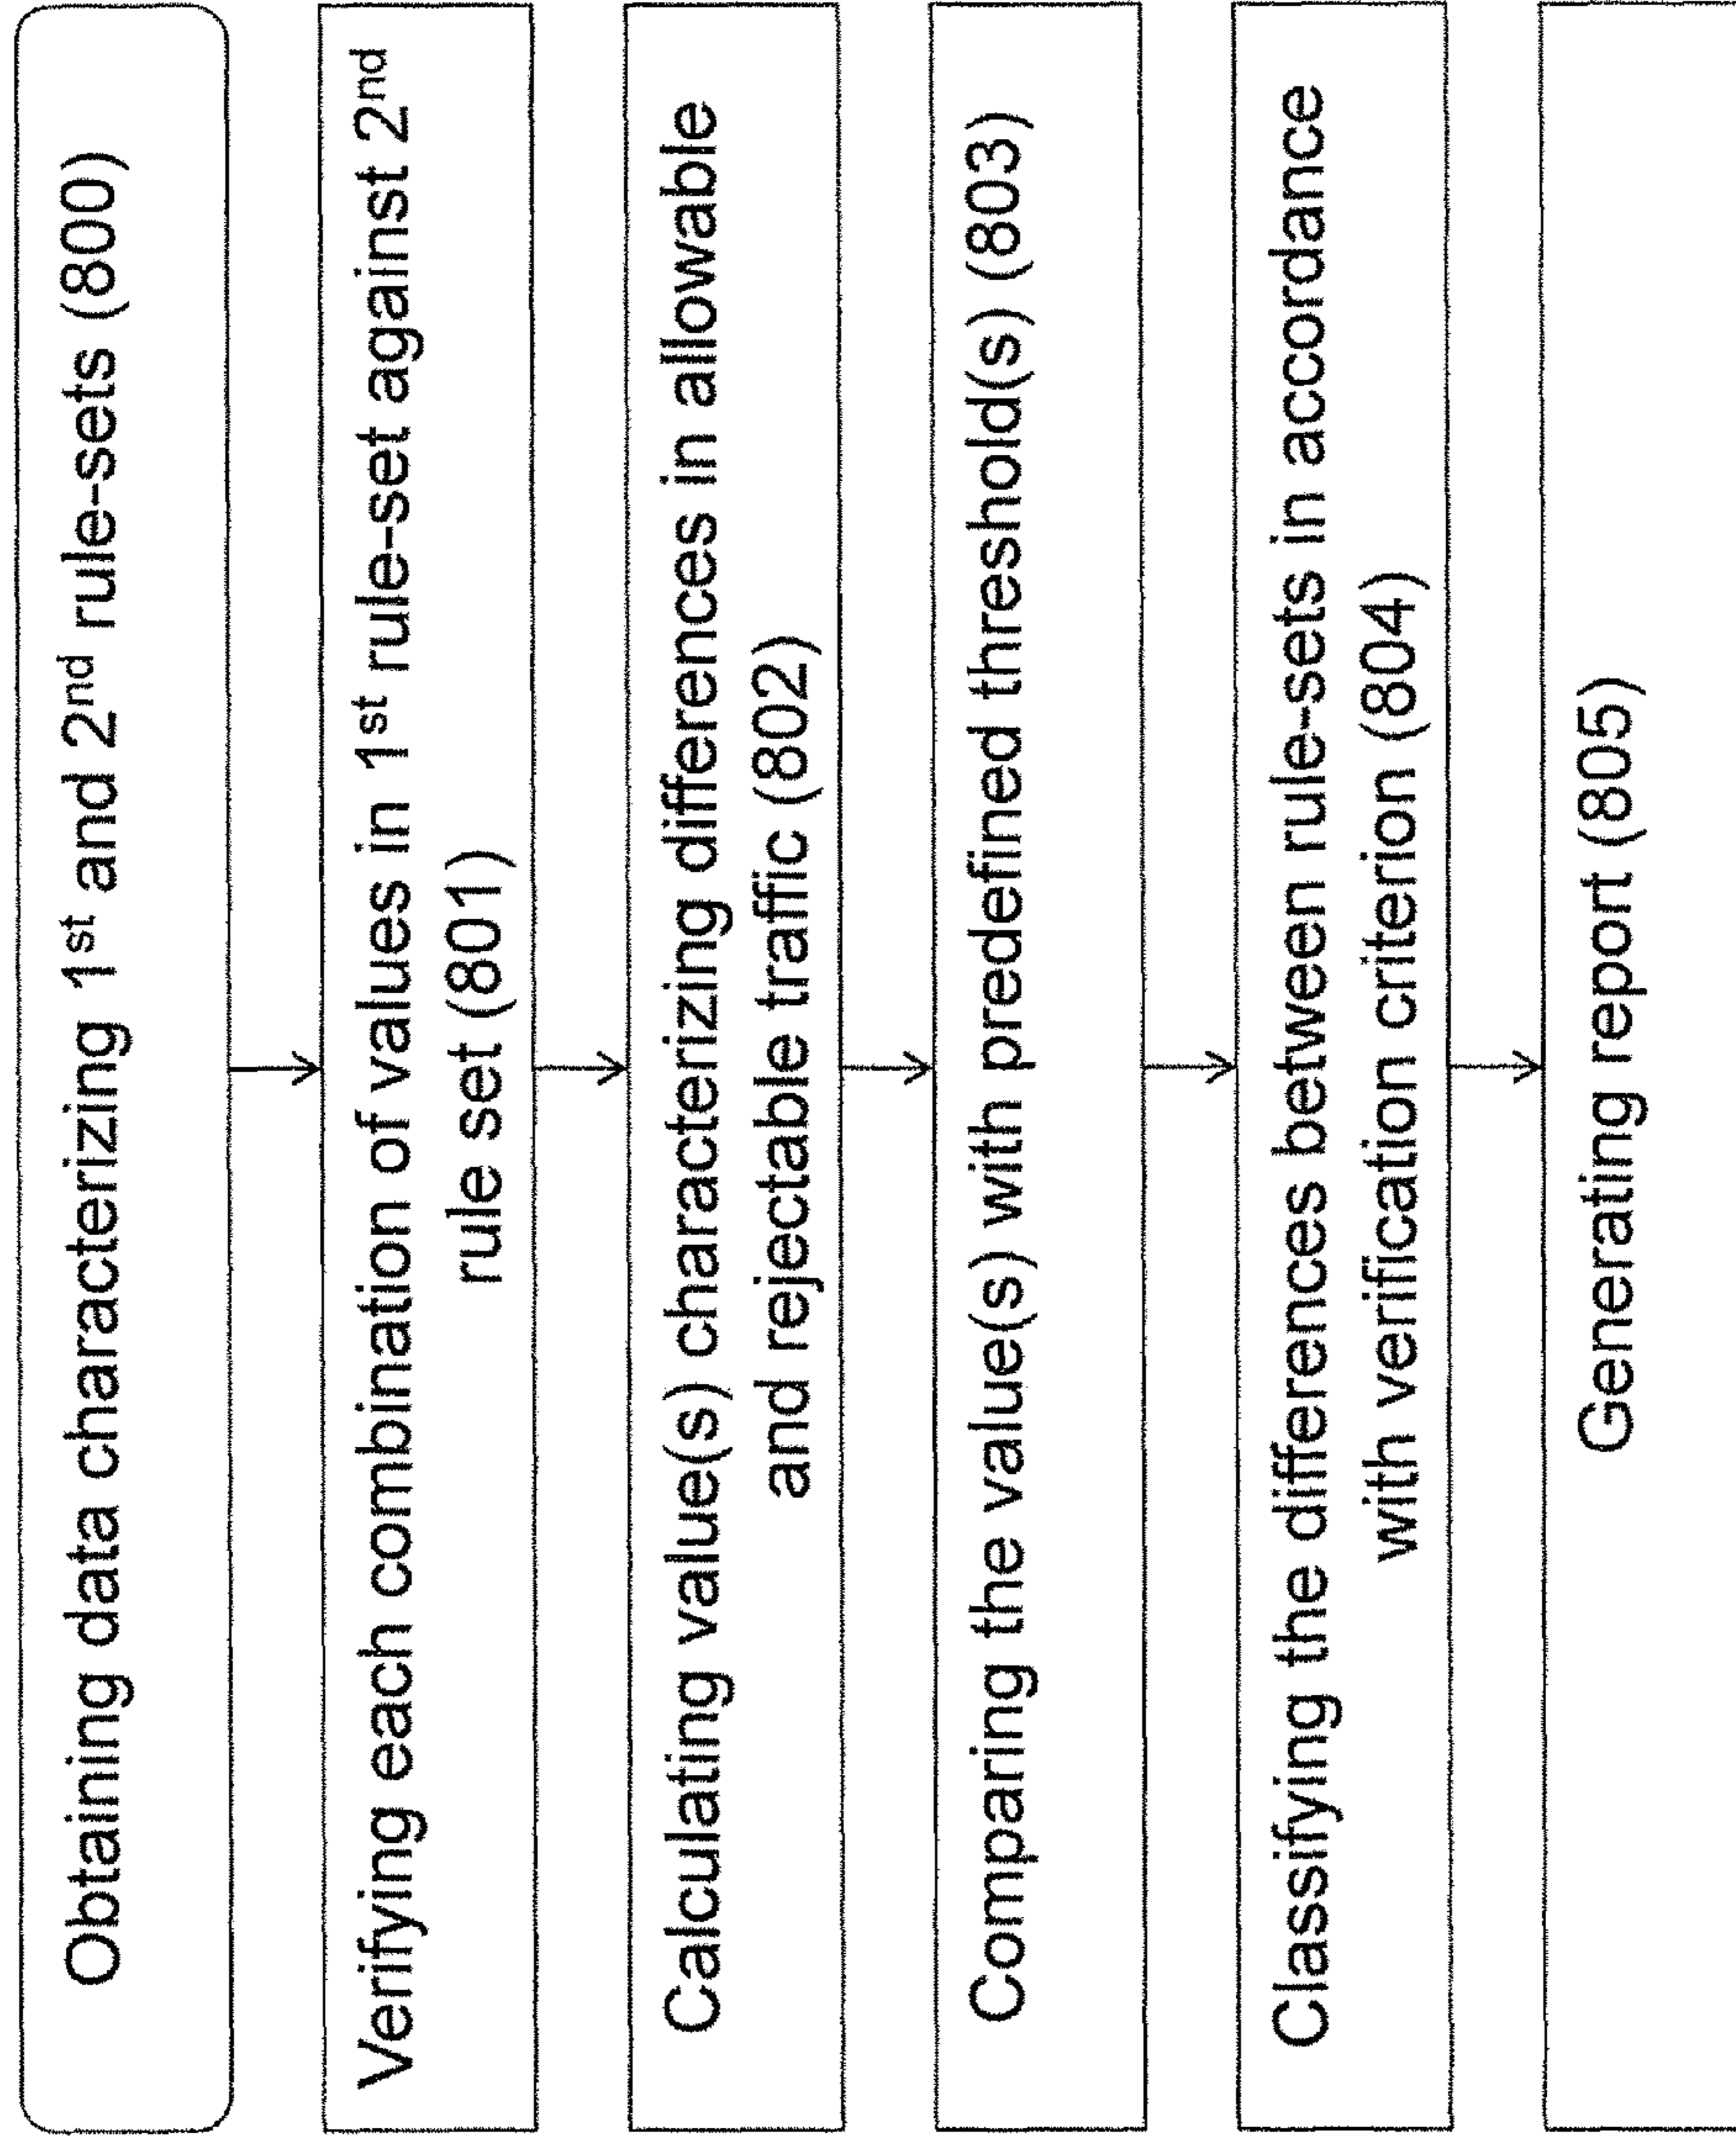 Obtaining data characterizing 1st and 2nd rule-sets (800)
Verifying each combination of values in 1st rule-set against 2nd
rule set (801)
Calculating value(s) characterizing differences in allowable
and rejectable traffic (802)
Comparing the value(s) with predefined threshold(s) (803)
Classifying the differences between rule-sets in accordance
with verification criterion (804)
Generating report (805)